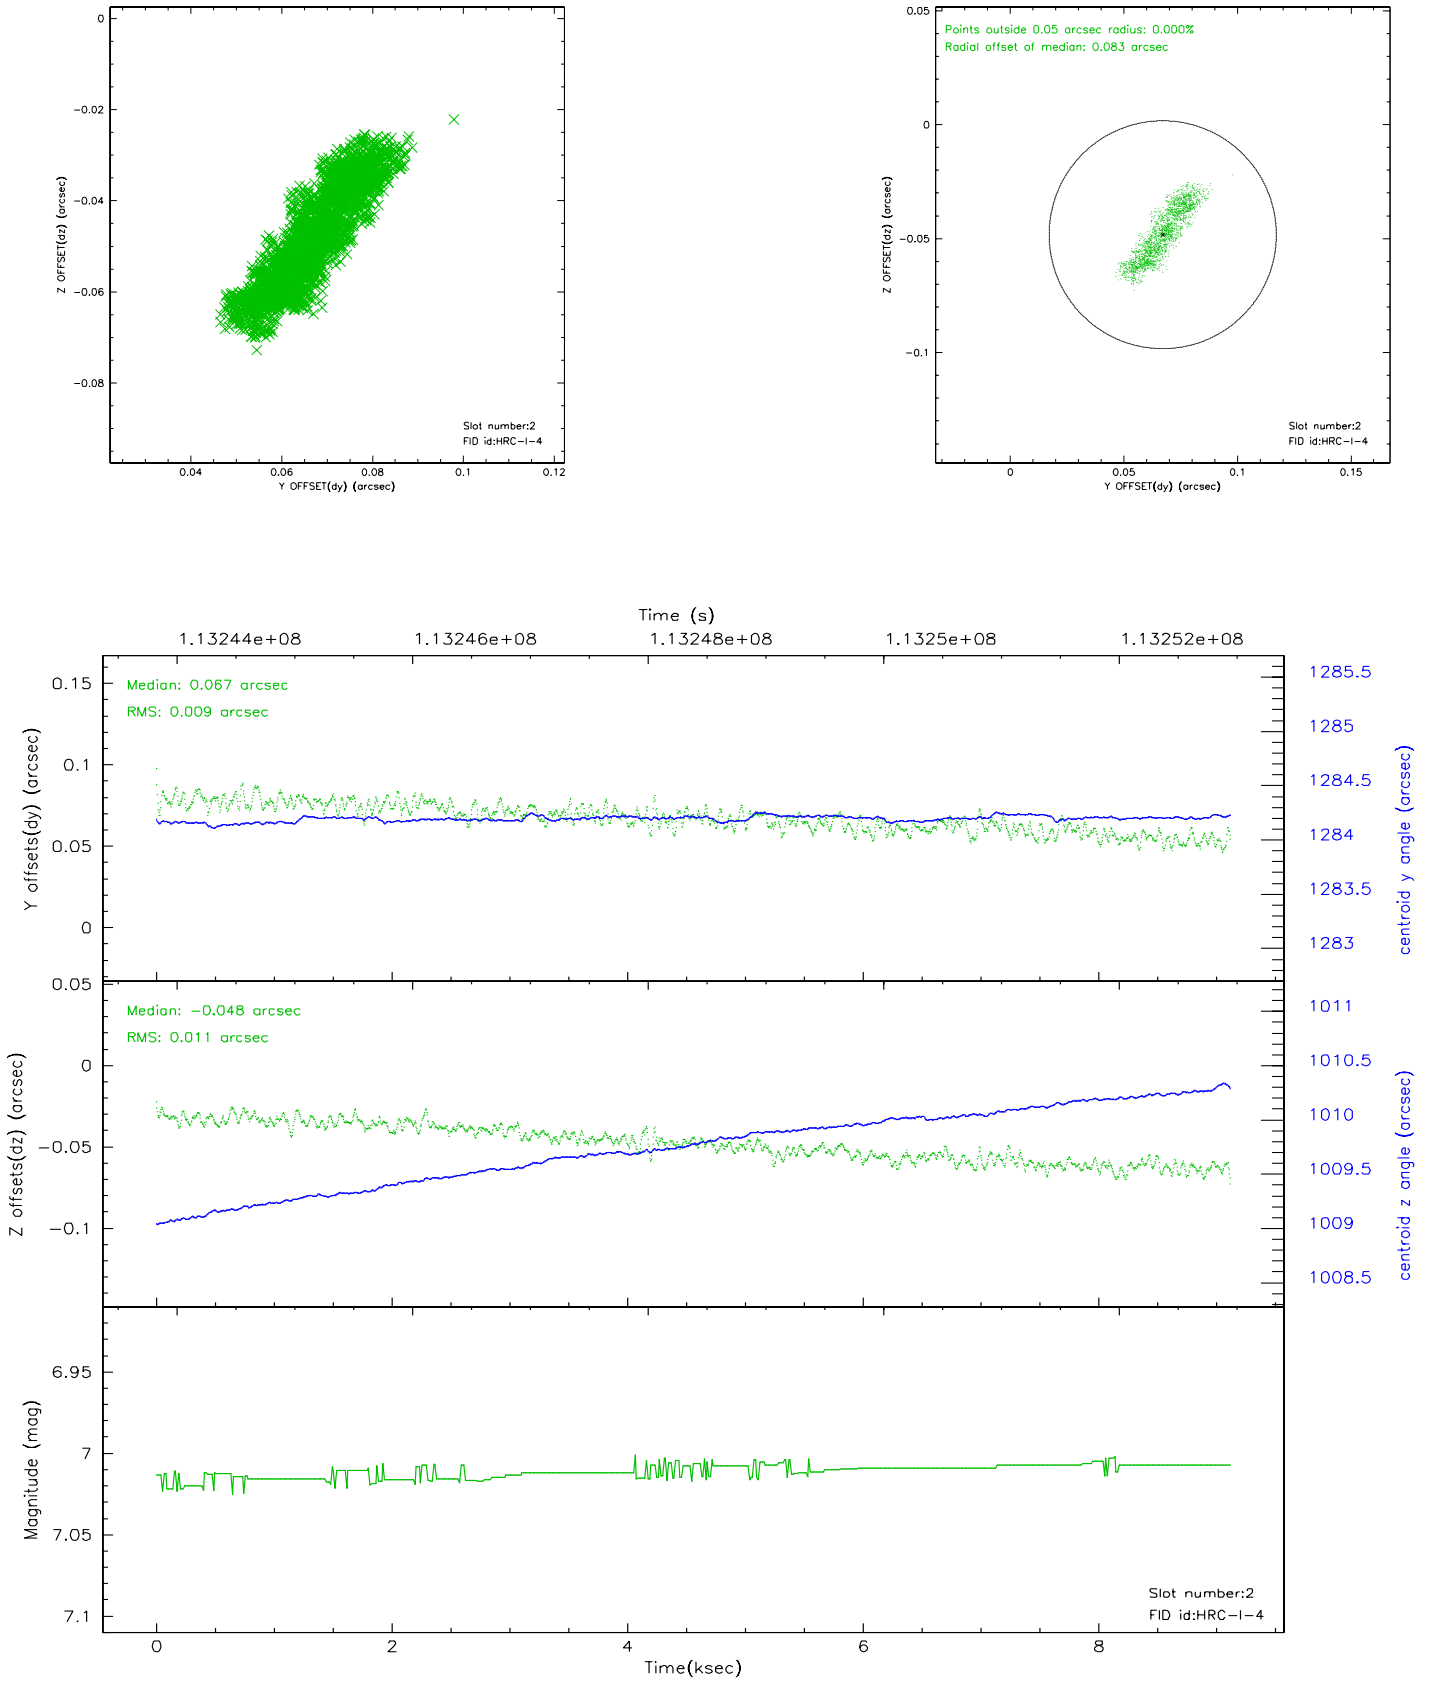 0
−0.02
−0.04
−0.06
−0.08
Z OFFSET(dz) (arcsec)
Slot number:2
FID id:HRC−I−4
0.04
0.06
0.08
0.1
0.12
Y OFFSET(dy) (arcsec)
0.05
Points outside 0.05 arcsec radius: 0.000%
Radial offset of median: 0.083 arcsec
0
−0.05
−0.1
Z OFFSET(dz) (arcsec)
Slot number:2
FID id:HRC−I−4
0
0.05
0.1
0.15
Y OFFSET(dy) (arcsec)
Time (s)
1.13244e+08
1.13246e+08
1.13248e+08
1.1325e+08
1.13252e+08
0.15
0.1
0.05
0
Y offsets(dy) (arcsec)
Median: 0.067 arcsec
RMS: 0.009 arcsec
1285.5
1285
1284.5
1284
1283.5
1283
centroid y angle (arcsec)
0.05
0
−0.05
−0.1
Z offsets(dz) (arcsec)
Median: −0.048 arcsec
RMS: 0.011 arcsec
1011
1010.5
1010
1009.5
1009
1008.5
centroid z angle (arcsec)
6.95
7
7.05
7.1
Magnitude (mag)
Slot number:2
FID id:HRC−I−4
0
2
4
6
8
Time(ksec)